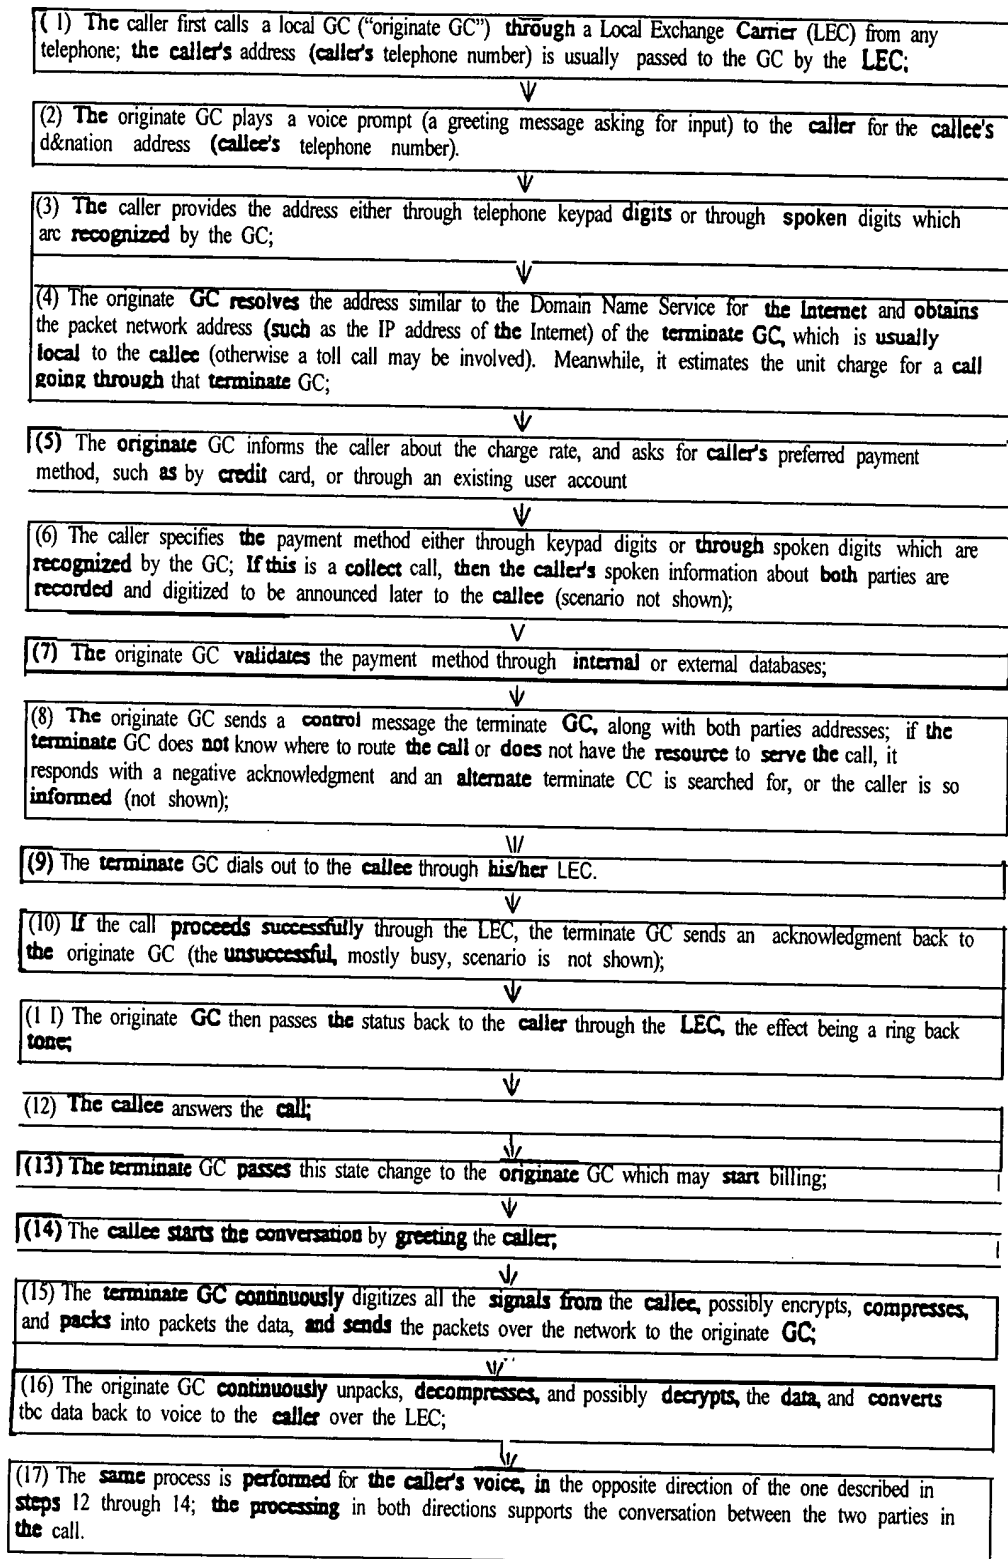 ( 1) The caller first calls a local GC (“originate GC”) through a Local Exchange Carrier (LEC) from any
telephone; the caller's address (caller's telephone number) is usually passed to the GC by the LEC;
(2) The originate GC plays a voice prompt (a greeting message asking for input) to the caller for the callee's
d&nation address (callee's telephone number).
(3) The caller provides the address either through telephone keypad digits or through spoken digits which
arc recognized by the GC;
(4) The originate GC resolves the address similar to the Domain Name Service for the Internet and obtains
the packet network address (such as the IP address of the Internet) of the terminate GC, which is usually
local to the callee (otherwise a toll call may be involved). Meanwhile, it estimates the unit charge for a call
going through that terminate GC;
(5) The originate GC informs the caller about the charge rate, and asks for caller's preferred payment
method, such as by credit card, or through an existing user account
(6) The caller specifies the payment method either through keypad digits or through spoken digits which are
recognized by the GC; If this is a collect call, then the caller's spoken information about both parties are
recorded and digitized to be announced later to the callee (scenario not shown);
(7) The originate GC validates the payment method through internal or external databases;
(8) The originate GC sends a control message the terminate GC, along with both parties addresses; if the
terminate GC does not know where to route the call or does not have the resource to serve the call, it
responds with a negative acknowledgment and an alternate terminate CC is searched for, or the caller is so
informed (not shown);
(9) The terminate GC dials out to the callee through his/her LEC.
(10) If the call proceeds successfully through the LEC, the terminate GC sends an acknowledgment back to
the originate GC (the unsuccessful, mostly busy, scenario is not shown);
(1 I) The originate GC then passes the status back to the caller through the LEC, the effect being a ring back
tone;
(12) The callee answers the call;
(13) The terminate GC passes this state change to the originate GC which may start billing;
(14) The callee starts the conversation by greeting the caller;
(15) The terminate GC continuously digitizes all the signals from the callee, possibly encrypts, compresses,
and packs into packets the data, and sends the packets over the network to the originate GC;
(16) The originate GC continuously unpacks, decompresses, and possibly decrypts, the data, and converts
tbc data back to voice to the caller over the LEC;
(17) The same process is performed for the caller's voice, in the opposite direction of the one described in
steps 12 through 14; the processing in both directions supports the conversation between the two parties in
the call.